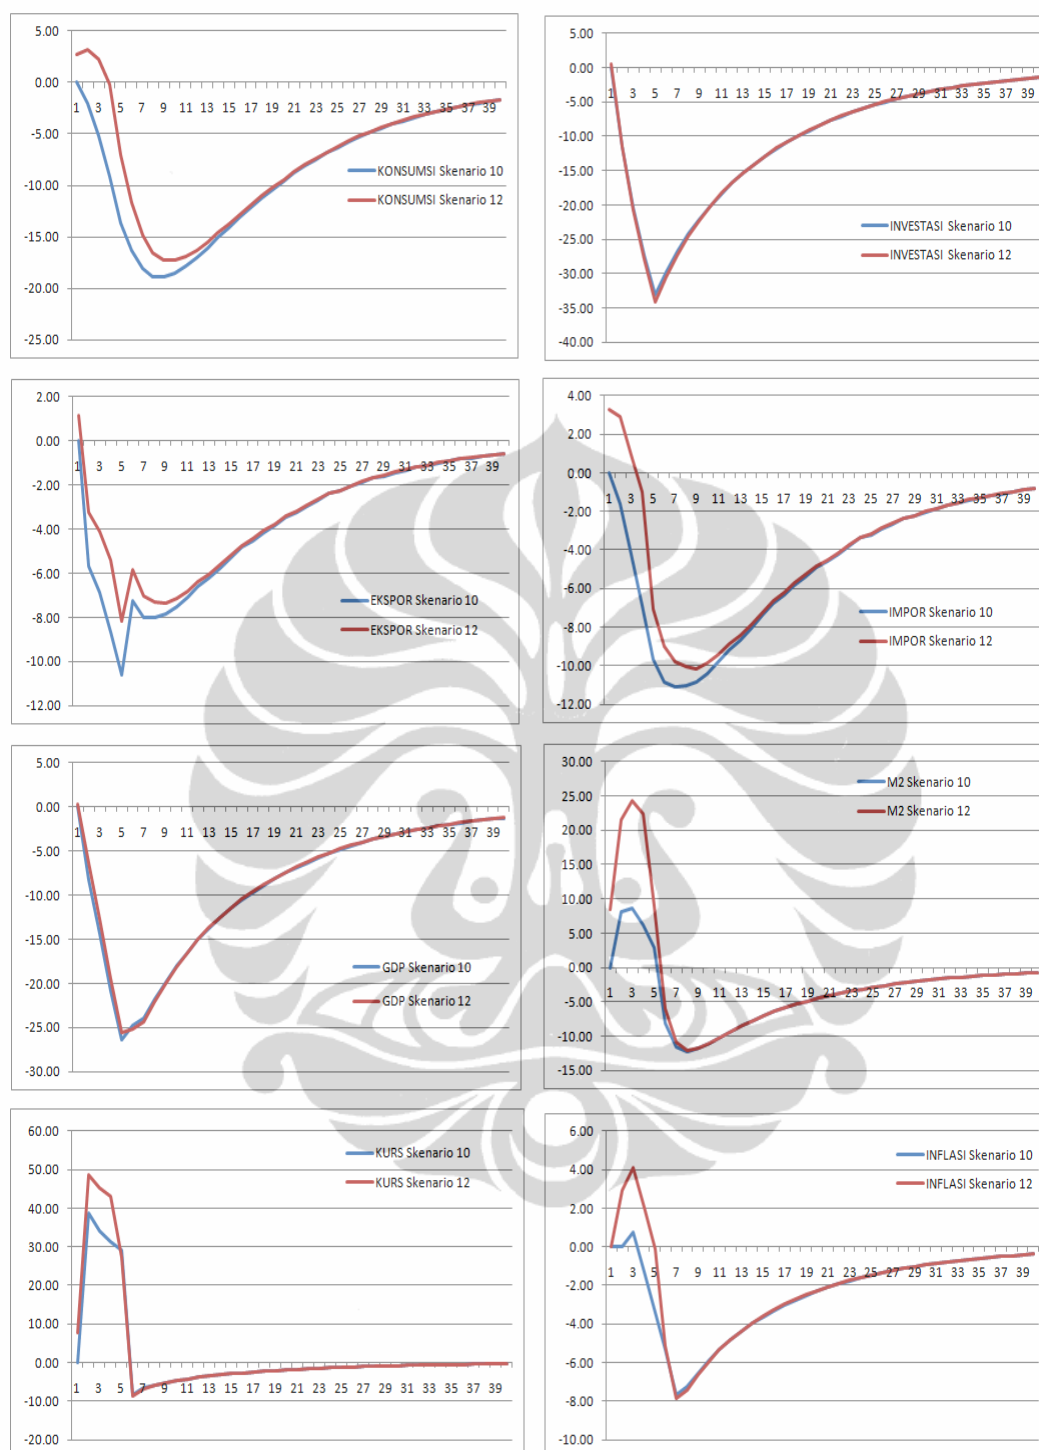 5.00
0.00
-5.00
-10.00
-15.00
-20.00
-25.00
1 3 5 7 9 11 13 15 17 19 21 23 25 27 29 31 33 35 37 39
KONSUMSI Skenario 10
KONSUMSI Skenario 12
5.00
0.00
-5.00
-10.00
-15.00
-20.00
-25.00
-30.00
-35.00
-40.00
1 3 5 7 9 11 13 15 17 19 21 23 25 27 29 31 33 35 37 39
INVESTASI Skenario 10
INVESTASI Skenario 12
2.00
0.00
-2.00
-4.00
-6.00
-8.00
-10.00
-12.00
1 3 5 7 9 11 13 15 17 19 21 23 25 27 29 31 33 35 37 39
EKSPOR Skenario 10
EKSPOR Skenario 12
4.00
2.00
0.00
-2.00
-4.00
-6.00
-8.00
-10.00
-12.00
1 3 5 7 9 11 13 15 17 19 21 23 25 27 29 31 33 35 37 39
IMPOR Skenario 10
IMPOR Skenario 12
5.00
0.00
-5.00
-10.00
-15.00
-20.00
-25.00
-30.00
1 3 5 7 9 11 13 15 17 19 21 23 25 27 29 31 33 35 37 39
GDP Skenario 10
GDP Skenario 12
30.00
25.00
20.00
15.00
10.00
5.00
0.00
-5.00
-10.00
-15.00
1 3 5 7 9 11 13 15 17 19 21 23 25 27 29 31 33 35 37 39
M2 Skenario 10
M2 Skenario 12
60.00
50.00
40.00
30.00
20.00
10.00
0.00
-10.00
-20.00
1 3 5 7 9 11 13 15 17 19 21 23 25 27 29 31 33 35 37 39
KURS Skenario 10
KURS Skenario 12
6.00
4.00
2.00
0.00
-2.00
-4.00
-6.00
-8.00
-10.00
1 3 5 7 9 11 13 15 17 19 21 23 25 27 29 31 33 35 37 39
INFLASI Skenario 10
INFLASI Skenario 12